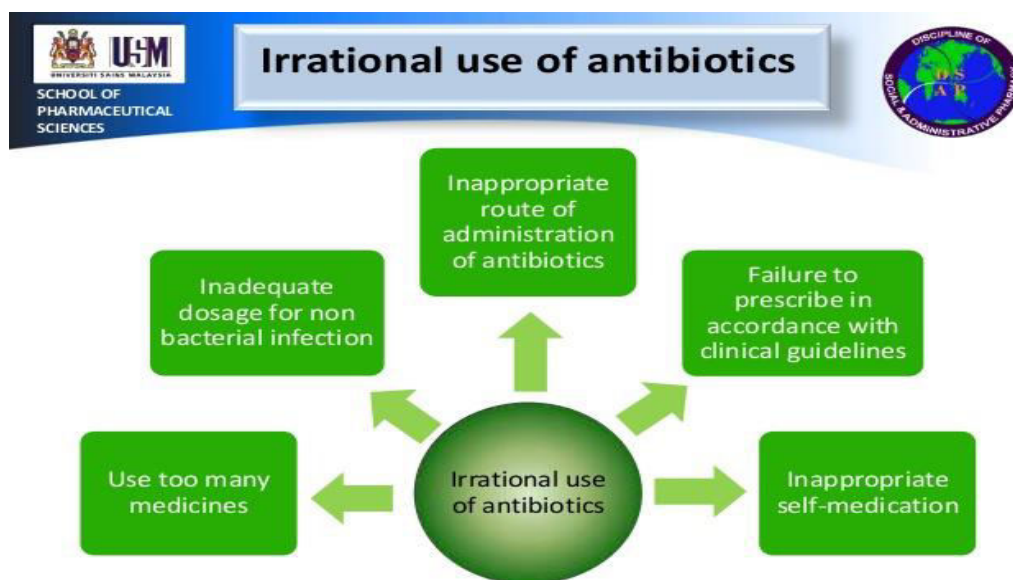 USM
UNIVERSITI SAINS MALAYSIA
SCHOOL OF
PHARMACEUTICAL
SCIENCES
Irrational use of antibiotics
DISCIPLINE OF
SOCIAL & ADMINISTRATIVE PHARMACY
D S
A P
Inappropriate
route of
administration
of antibiotics
Inadequate
dosage for non
bacterial infection
Failure to
prescribe in
accordance with
clinical guidelines
Use too many
medicines
Irrational use
of antibiotics
Inappropriate
self-medication